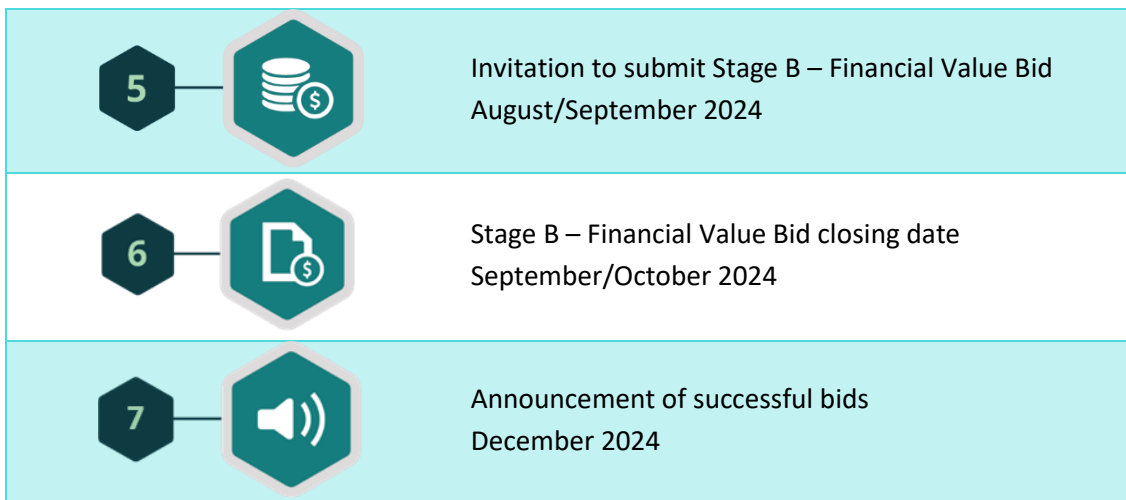 5
Invitation to submit Stage B – Financial Value Bid
August/September 2024
$
6
Stage B – Financial Value Bid closing date
September/October 2024
$
7
Announcement of successful bids
December 2024